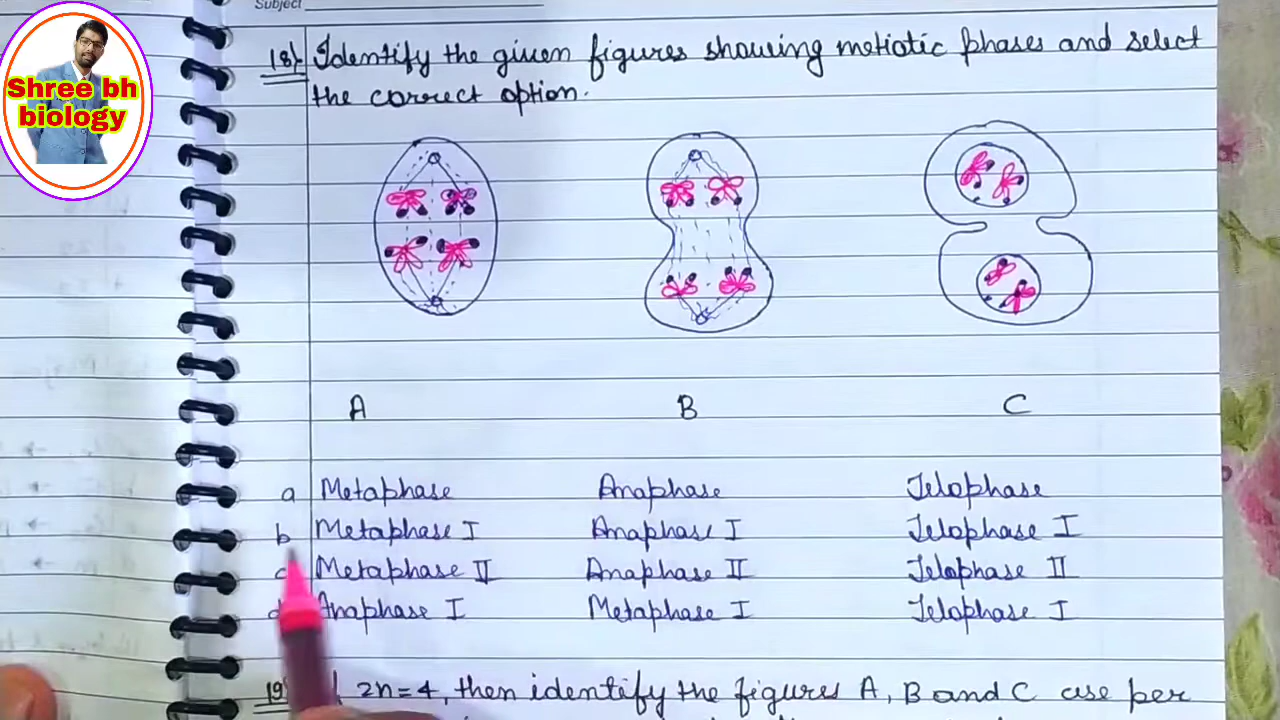 Subject
Shree bh
biology
18) Identify the given figures showing metiotic phases and select
the correct option.
A B C
a Metaphase Anaphase Telophase
b Metaphase I Anaphase I Telophase I
Metaphase II Anaphase II Telophase II
Anaphase I Metaphase I Telophase I
19) 2n=4, then identify the figures A, B and C as per